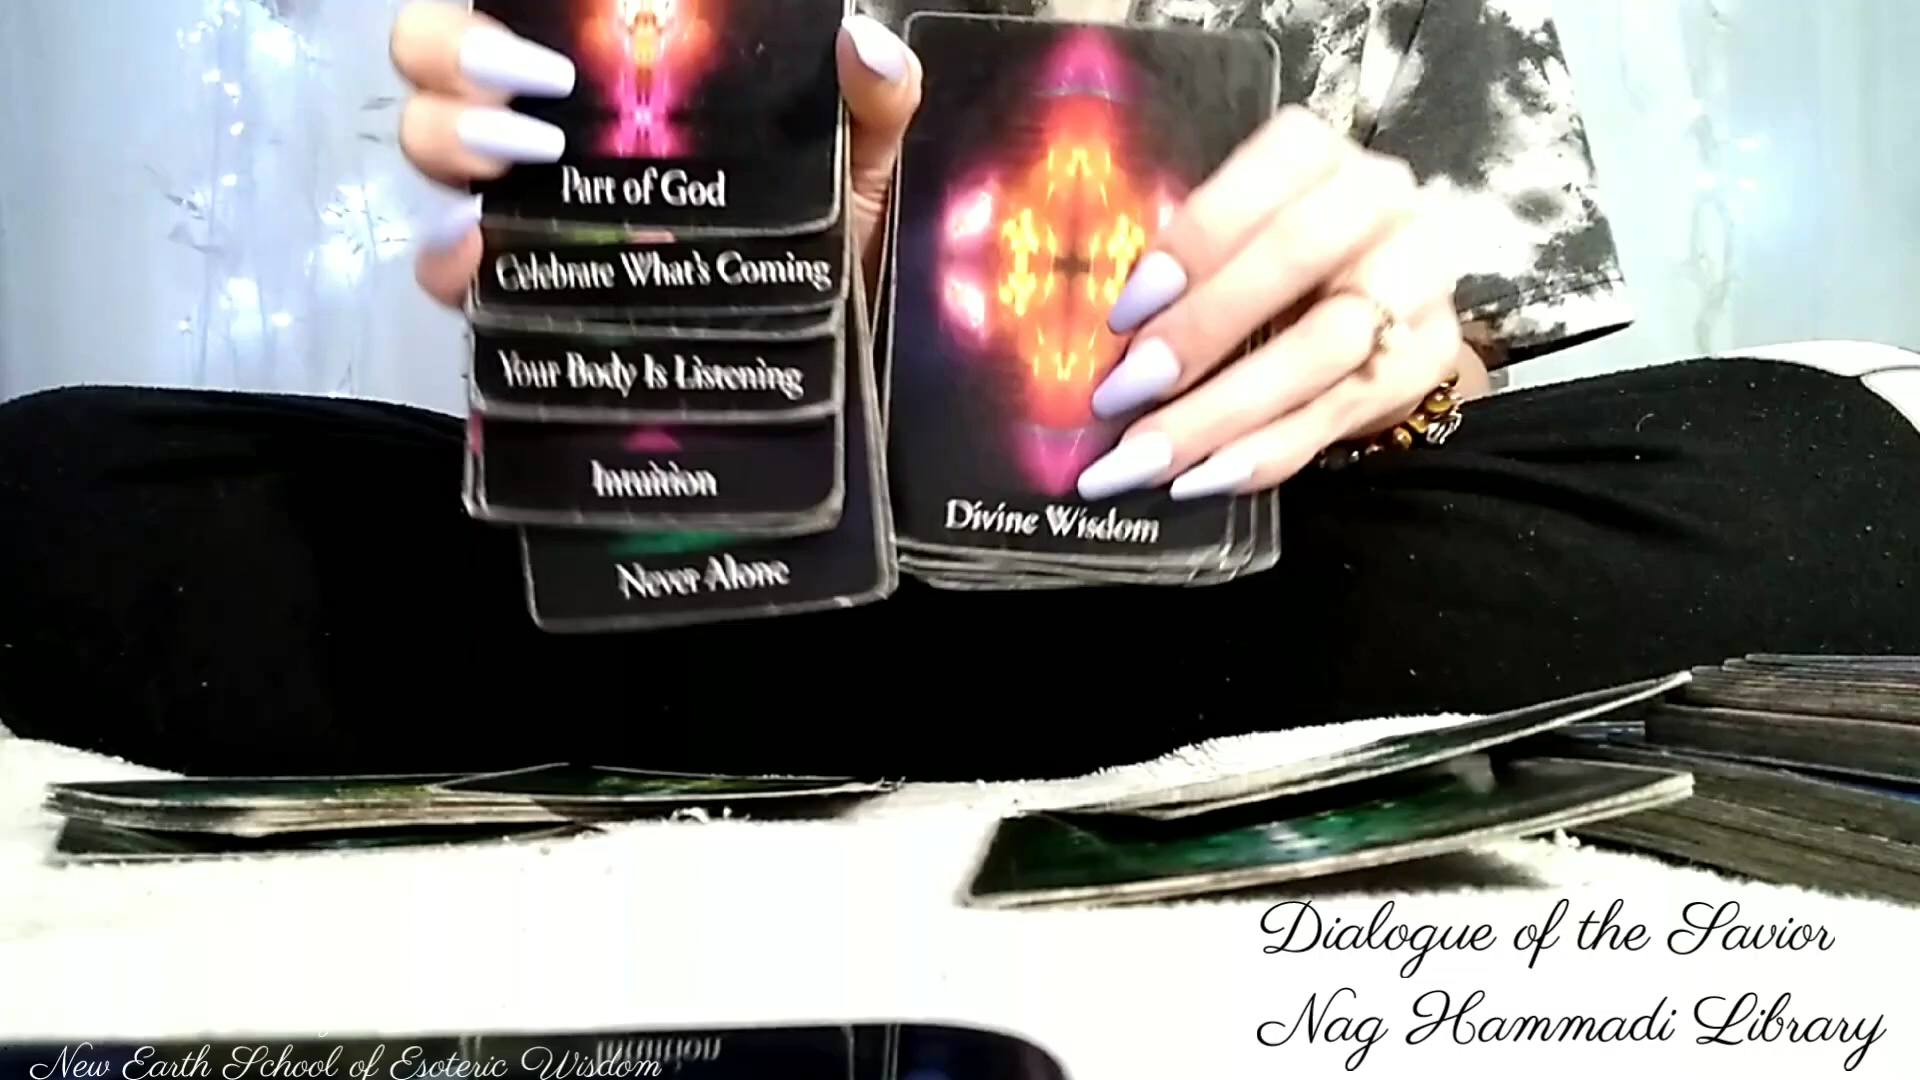 Part of God
Celebrate What's Coming
Your Body Is Listening
Intuition
Never Alone
Divine Wisdom
Dialogue of the Savior
Nag Hammadi Library
New Earth School of Esoteric Wisdom
Intuition